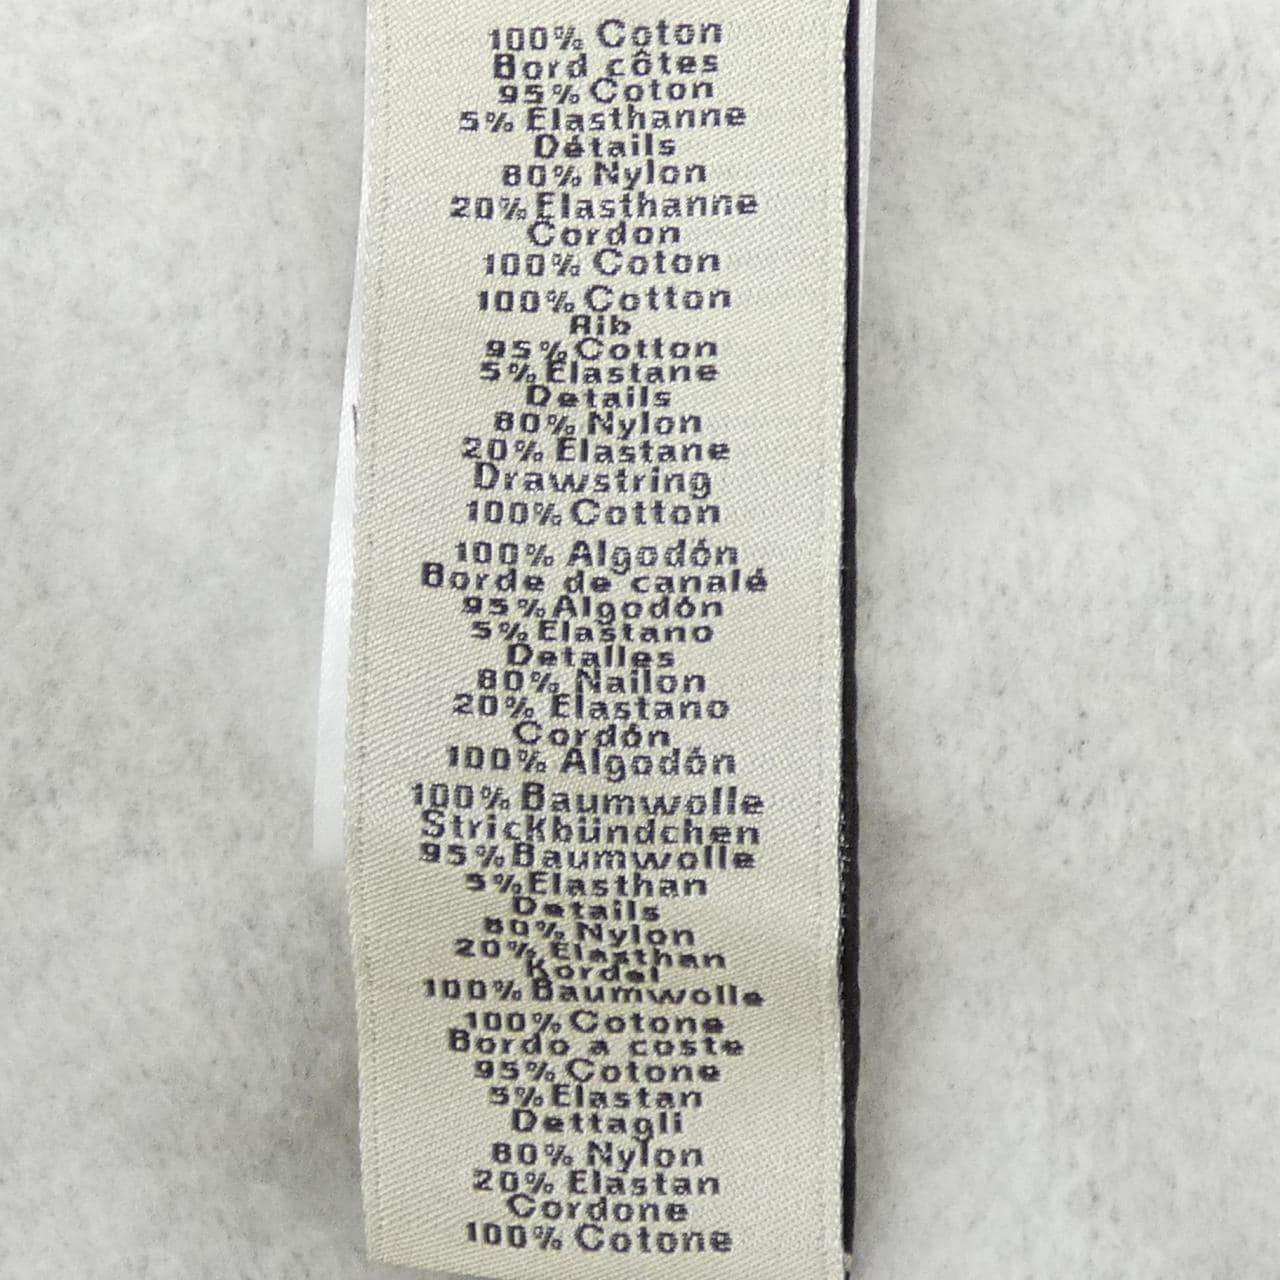 100% Coton
Bord côtes
95% Coton
5% Elasthanne
Détails
80% Nylon
20% Elasthanne
Cordon
100% Coton
100% Cotton
Rib
95% Cotton
5% Elastane
Details
80% Nylon
20% Elastane
Drawstring
100% Cotton
100% Algodón
Borde de canalé
95% Algodón
5% Elastano
Detalles
80% Nailon
20% Elastano
Cordón
100% Algodón
100% Baumwolle
Strickbündchen
95% Baumwolle
5% Elasthan
Details
80% Nylon
20% Elasthan
Kordel
100% Baumwolle
100% Cotone
Bordo a coste
95% Cotone
5% Elastan
Dettagli
80% Nylon
20% Elastan
Cordone
100% Cotone